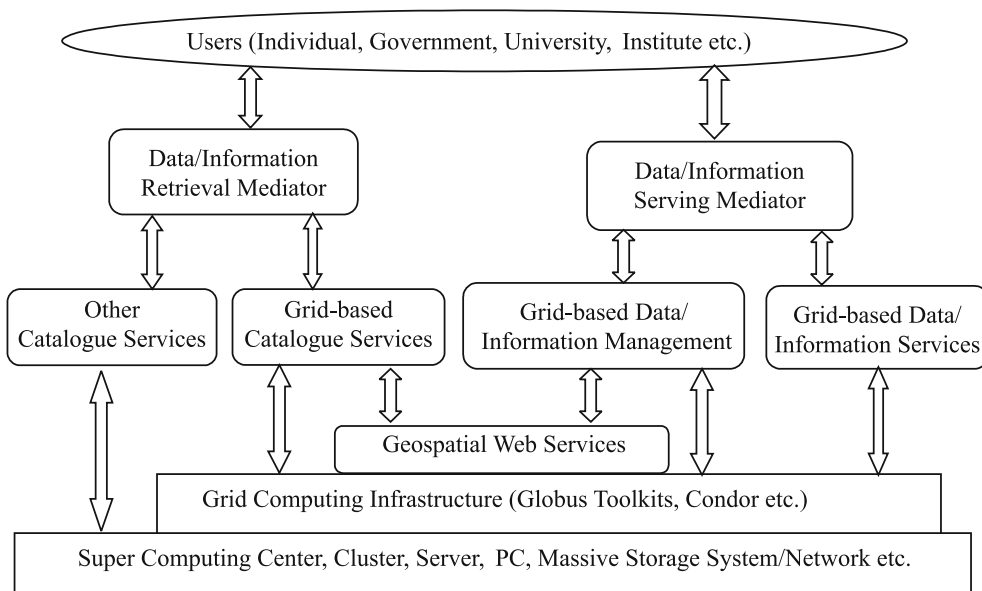 Users (Individual, Government, University, Institute etc.)
Data/Information
Retrieval Mediator
Data/Information
Serving Mediator
Other
Catalogue Services
Grid-based
Catalogue Services
Grid-based Data/
Information Management
Grid-based Data/
Information Services
Geospatial Web Services
Grid Computing Infrastructure (Globus Toolkits, Condor etc.)
Super Computing Center, Cluster, Server, PC, Massive Storage System/Network etc.